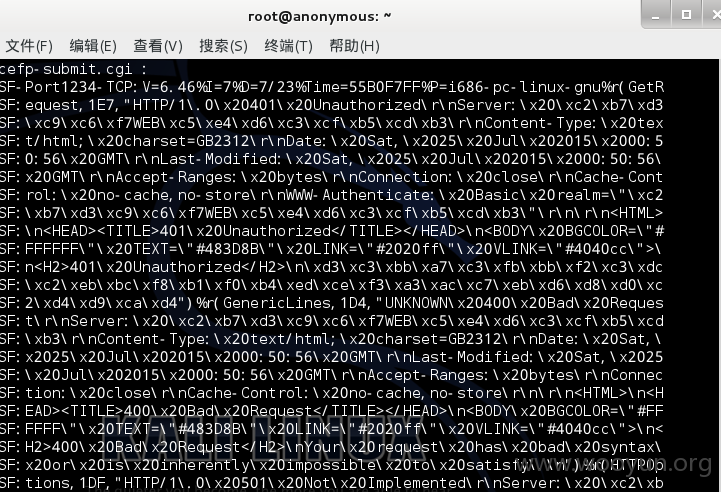 root@anonymous: ~
文件(F) 编辑(E) 查看(V) 搜索(S) 终端(T) 帮助(H)
cefp-submit.cgi :
SF-Port1234-TCP:V=6.46%I=7%D=7/23%Time=55B0F7FF%P=i686-pc-linux-gnu%r(GetR
SF:equest,1E7,"HTTP/1\.0\x20401\x20Unauthorized\r\nServer:\x20\xc2\xb7\xd3
SF:\xc9\xc6\xf7WEB\xc5\xe4\xd6\xc3\xcf\xb5\xcd\xb3\r\nContent-Type:\x20tex
SF:t/html;\x20charset=GB2312\r\nDate:\x20Sat,\x2025\x20Jul\x202015\x2000:5
SF:0:56\x20GMT\r\nLast-Modified:\x20Sat,\x2025\x20Jul\x202015\x2000:50:56\
SF:x20GMT\r\nAccept-Ranges:\x20bytes\r\nConnection:\x20close\r\nCache-Cont
SF:rol:\x20no-cache,no-store\r\nWWW-Authenticate:\x20Basic\x20realm=\"\xc2
SF:\xb7\xd3\xc9\xc6\xf7WEB\xc5\xe4\xd6\xc3\xcf\xb5\xcd\xb3\"\r\n\r\n<HTML>
SF:\n<HEAD><TITLE>401\x20Unauthorized</TITLE></HEAD>\n<BODY\x20BGCOLOR=\"#
SF:FFFFFF\"\x20TEXT=\"#483D8B\"\x20LINK=\"#2020ff\"\x20VLINK=\"#4040cc\">\
SF:n<H2>401\x20Unauthorized</H2>\n\xd3\xc3\xbb\xa7\xc3\xfb\xbb\xf2\xc3\xdc
SF:\xc2\xeb\xbc\xf8\xb1\xf0\xb4\xed\xce\xf3\xa3\xac\xc7\xeb\xd6\xd8\xd0\xc
SF:2\xd4\xd9\xca\xd4")%r(GenericLines,1D4,"UNKNOWN\x20400\x20Bad\x20Reques
SF:t\r\nServer:\x20\xc2\xb7\xd3\xc9\xc6\xf7WEB\xc5\xe4\xd6\xc3\xcf\xb5\xcd
SF:\xb3\r\nContent-Type:\x20text/html;\x20charset=GB2312\r\nDate:\x20Sat,\
SF:x2025\x20Jul\x202015\x2000:50:56\x20GMT\r\nLast-Modified:\x20Sat,\x2025
SF:\x20Jul\x202015\x2000:50:56\x20GMT\r\nAccept-Ranges:\x20bytes\r\nConnec
SF:tion:\x20close\r\nCache-Control:\x20no-cache,no-store\r\n\r\n<HTML>\n<H
SF:EAD><TITLE>400\x20Bad\x20Request</TITLE></HEAD>\n<BODY\x20BGCOLOR=\"#FF
SF:FFFF\"\x20TEXT=\"#483D8B\"\x20LINK=\"#2020ff\"\x20VLINK=\"#4040cc\">\n<
SF:H2>400\x20Bad\x20Request</H2>\nYour\x20request\x20has\x20bad\x20syntax\
SF:x20or\x20is\x20inherently\x20impossible\x20to\x20satisfy\.\n")%r(HTTPOp
SF:tions,1DF,"HTTP/1\.0\x20501\x20Not\x20Implemented\r\nServer:\x20\xc2\xb
KALI LINUX